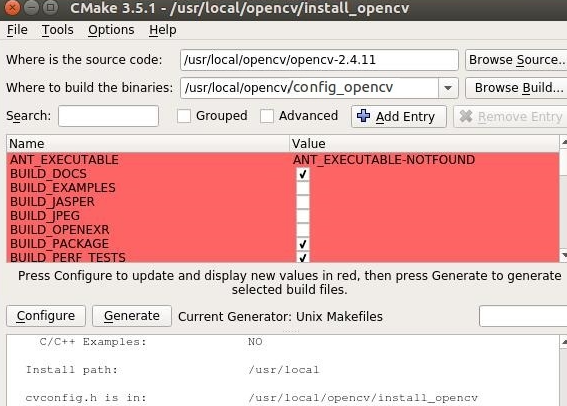 CMake 3.5.1 - /usr/local/opencv/install_opencv
File Tools Options Help
Where is the source code: /usr/local/opencv/opencv-2.4.11 Browse Source...
Where to build the binaries: /usr/local/opencv/config_opencv Browse Build...
Search: Grouped Advanced Add Entry Remove Entry
Name Value
ANT_EXECUTABLE ANT_EXECUTABLE-NOTFOUND
BUILD_DOCS
BUILD_EXAMPLES
BUILD_JASPER
BUILD_JPEG
BUILD_OPENEXR
BUILD_PACKAGE
BUILD_PERF_TESTS
Press Configure to update and display new values in red, then press Generate to generate
selected build files.
Configure Generate Current Generator: Unix Makefiles
C/C++ Examples: NO
Install path: /usr/local
cvconfig.h is in: /usr/local/opencv/install_opencv